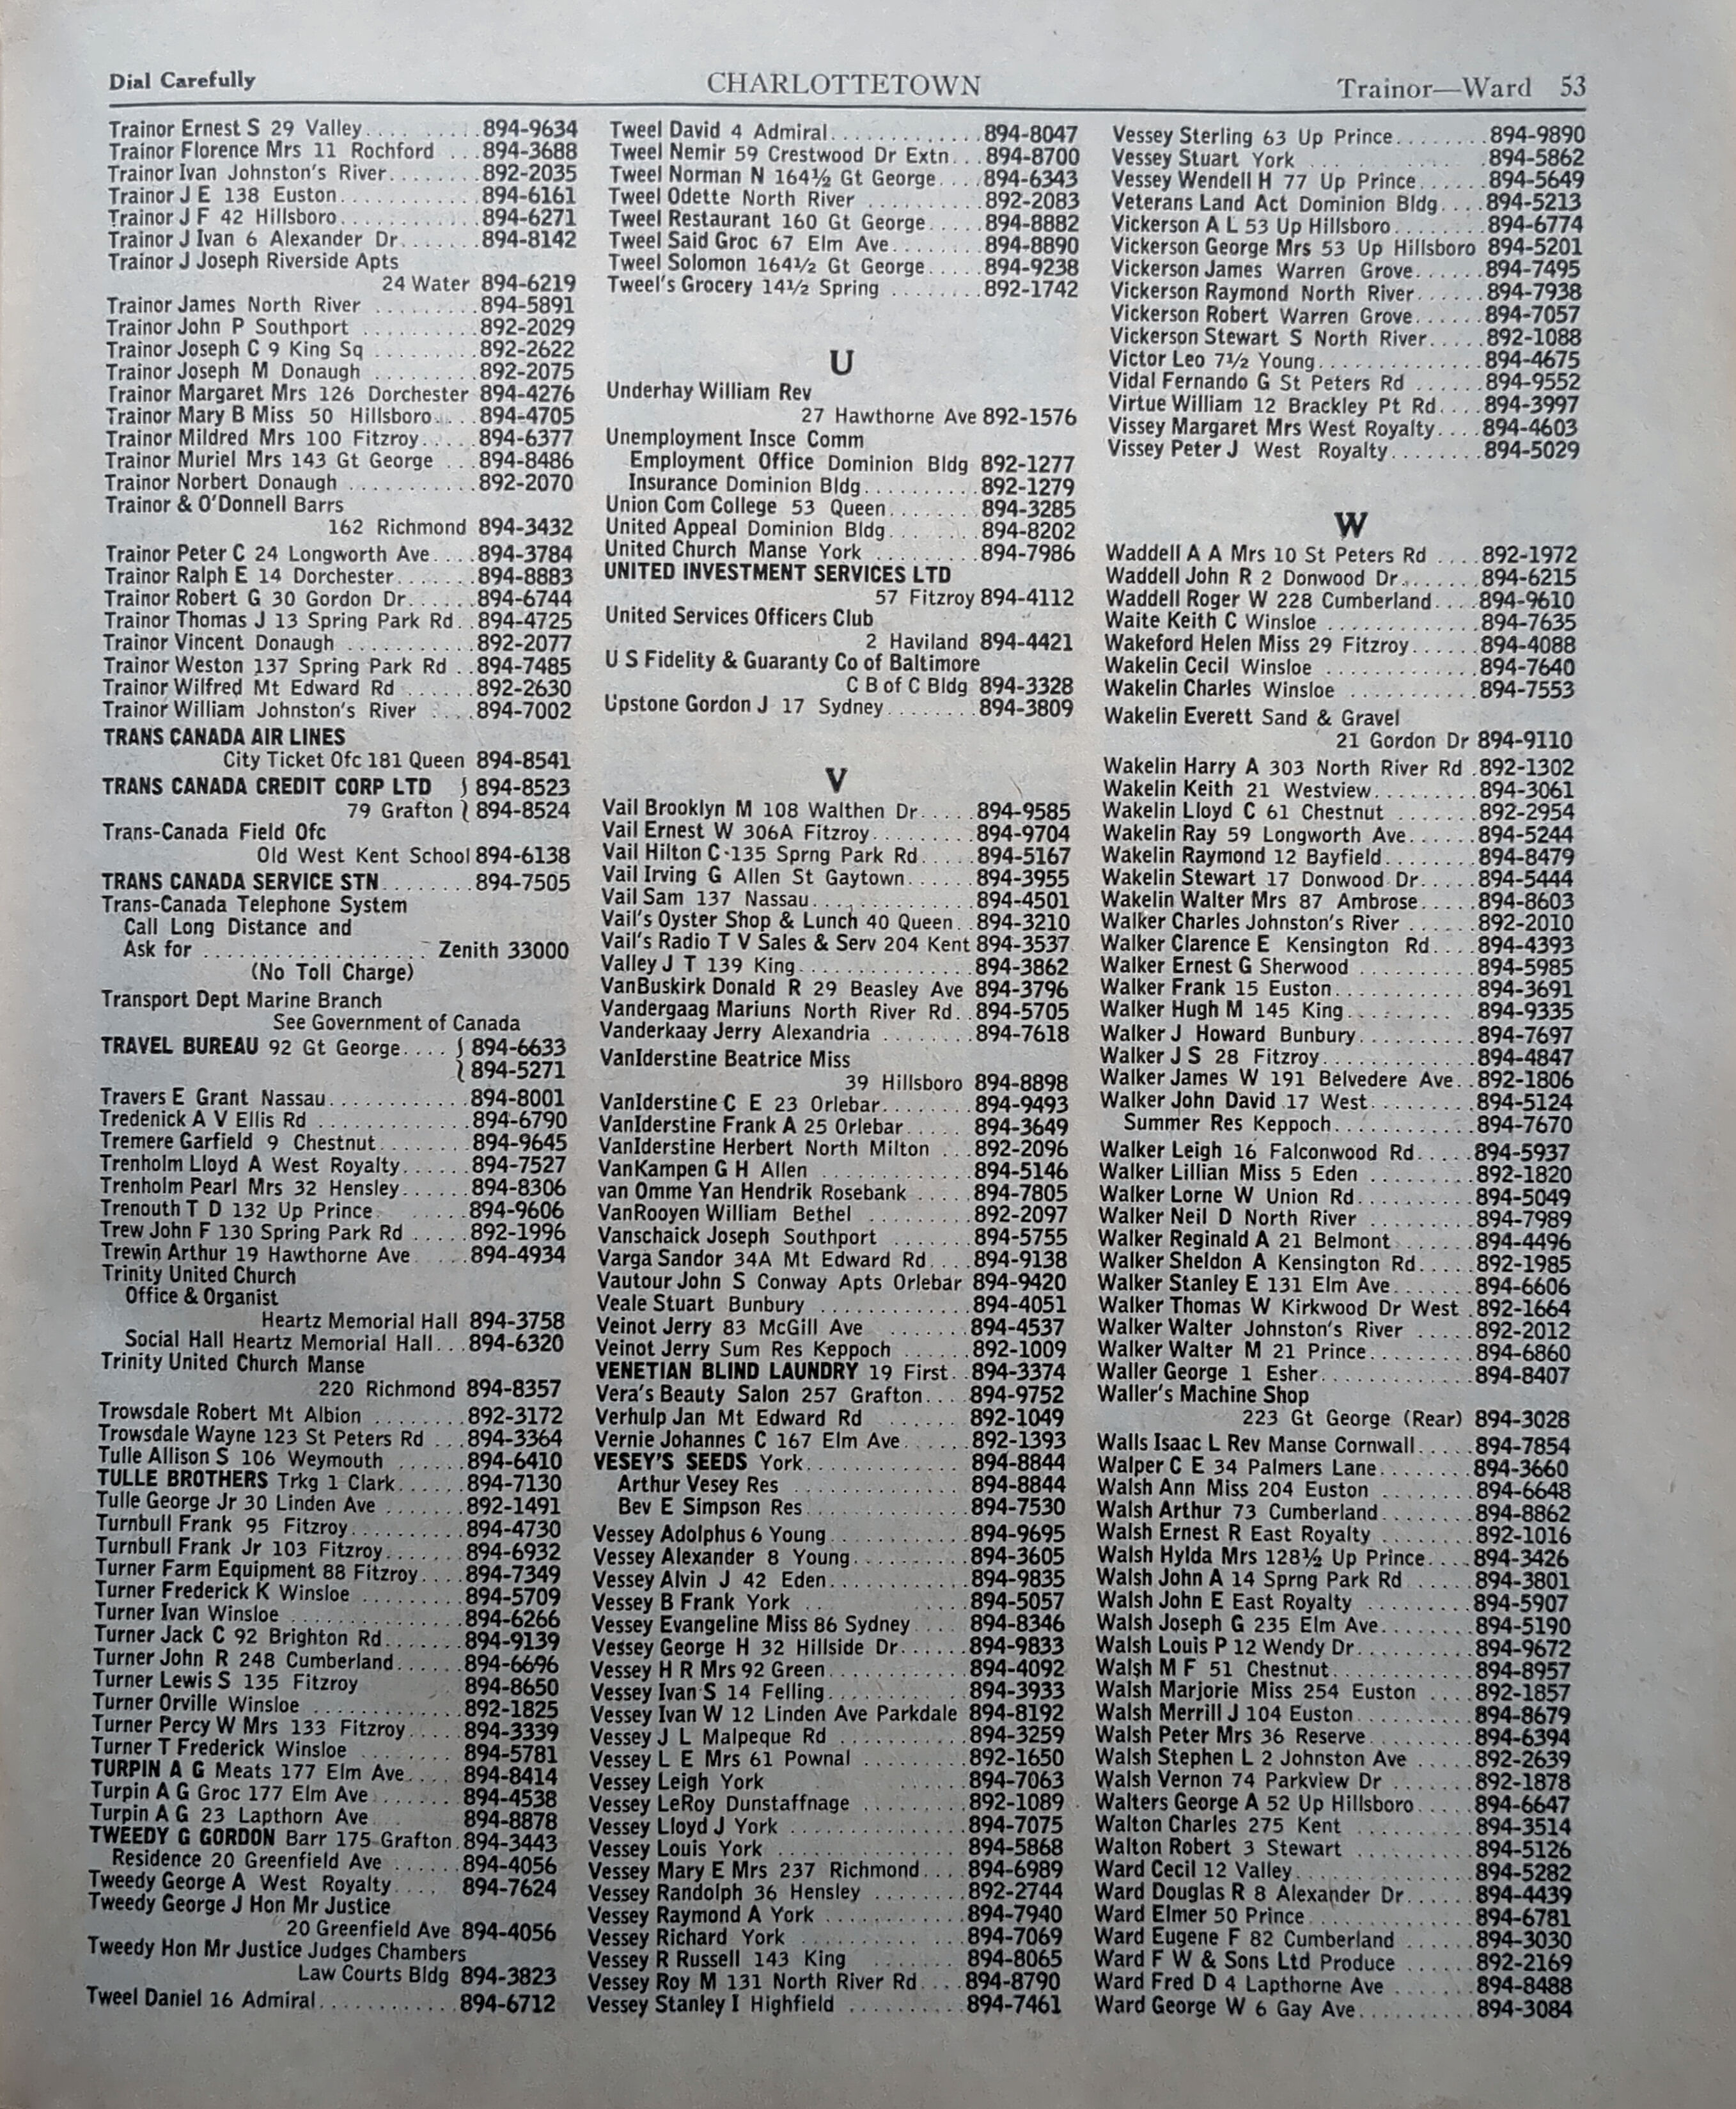 Dial Carefully
CHARLOTTETOWN
Trainor—Ward 53
Trainor Ernest S 29 Valley.... ......894-9634
Trainor Florence Mrs 11 Rochford ...894-3688
Trainor Ivan Johnston's River........892-2035
Trainor J E 138 Euston............894-6161
Trainor J F 42 Hillsboro............894-6271
Trainor J Ivan 6 Alexander Dr.......894-8142
Trainor J Joseph Riverside Apts
24 Water 894-6219
Trainor James North River .........894-5891
Trainor John P Southport ..........892-2029
Trainor Joseph C 9 King Sq .........892-2622
Trainor Joseph M Donaugh .........892-2075
Trainor Margaret Mrs 126 Dorchester 894-4276
Trainor Mary B Miss 50 Hillsboro....894-4705
Trainor Mildred Mrs 100 Fitzroy.....894-6377
Trainor Muriel Mrs 143 Gt George ...894-8486
Trainor Norbert Donaugh ...........892-2070
Trainor & O'Donnell Barrs
162 Richmond 894-3432
Trainor Peter C 24 Longworth Ave....894-3784
Trainor Ralph E 14 Dorchester.......894-8883
Trainor Robert G 30 Gordon Dr......894-6744
Trainor Thomas J 13 Spring Park Rd..894-4725
Trainor Vincent Donaugh ...........892-2077
Trainor Weston 137 Spring Park Rd ..894-7485
Trainor Wilfred Mt Edward Rd ......892-2630
Trainor William Johnston's River ....894-7002
TRANS CANADA AIR LINES
City Ticket Ofc 181 Queen 894-8541
TRANS CANADA CREDIT CORP LTD { 894-8523
79 Grafton { 894-8524
Trans-Canada Field Ofc
Old West Kent School 894-6138
TRANS CANADA SERVICE STN........894-7505
Trans-Canada Telephone System
Call Long Distance and
Ask for .................... Zenith 33000
(No Toll Charge)
Transport Dept Marine Branch
See Government of Canada
TRAVEL BUREAU 92 Gt George.... { 894-6633
{ 894-5271
Travers E Grant Nassau............894-8001
Tredenick A V Ellis Rd .............894-6790
Tremere Garfield 9 Chestnut........894-9645
Trenholm Lloyd A West Royalty......894-7527
Trenholm Pearl Mrs 32 Hensley......894-8306
Trenouth T D 132 Up Prince ......894-9606
Trew John F 130 Spring Park Rd .....892-1996
Trewin Arthur 19 Hawthorne Ave .....894-4934
Trinity United Church
Office & Organist
Heartz Memorial Hall 894-3758
Social Hall Heartz Memorial Hall...894-6320
Trinity United Church Manse
220 Richmond 894-8357
Trowsdale Robert Mt Albion ........892-3172
Trowsdale Wayne 123 St Peters Rd ...894-3364
Tulle Allison S 106 Weymouth ......894-6410
TULLE BROTHERS Trkg 1 Clark......894-7130
Tulle George Jr 30 Linden Ave .......892-1491
Turnbull Frank 95 Fitzroy..........894-4730
Turnbull Frank Jr 103 Fitzroy.......894-6932
Turner Farm Equipment 88 Fitzroy....894-7349
Turner Frederick K Winsloe .........894-5709
Turner Ivan Winsloe ...............894-6266
Turner Jack C 92 Brighton Rd.......894-9139
Turner John R 248 Cumberland......894-6696
Turner Lewis S 135 Fitzroy 894-8650
Turner Orville Winsloe .............892-1825
Turner Percy W Mrs 133 Fitzroy.....894-3339
Turner T Frederick Winsloe ........894-5781
TURPIN A G Meats 177 Elm Ave.....894-8414
Turpin A G Groc 177 Elm Ave .......894-4538
Turpin A G 23 Lapthorn Ave 894-8878
TWEEDY G GORDON Barr 175 Grafton.894-3443
Residence 20 Greenfield Ave ......894-4056
Tweedy George A West Royalty.... 894-7624
Tweedy George J Hon Mr Justice
20 Greenfield Ave 894-4056
Tweedy Hon Mr Justice Judges Chambers
Law Courts Bldg 894-3823
Tweel Daniel 16 Admiral............894-6712
Tweel David 4 Admiral.............894-8047
Tweel Nemir 59 Crestwood Dr Extn...894-8700
Tweel Norman N 164½ Gt George....894-6343
Tweel Odette North River ..........892-2083
Tweel Restaurant 160 Gt George.....894-8882
Tweel Said Groc 67 Elm Ave........894-8890
Tweel Solomon 164½ Gt George.....894-9238
Tweel's Grocery 14½ Spring ........892-1742
U
Underhay William Rev
27 Hawthorne Ave 892-1576
Unemployment Insce Comm
Employment Office Dominion Bldg 892-1277
Insurance Dominion Bldg..........892-1279
Union Com College 53 Queen........894-3285
United Appeal Dominion Bldg........894-8202
United Church Manse York .........894-7986
UNITED INVESTMENT SERVICES LTD
57 Fitzroy 894-4112
United Services Officers Club
2 Haviland 894-4421
U S Fidelity & Guaranty Co of Baltimore
C B of C Bldg 894-3328
Upstone Gordon J 17 Sydney........894-3809
V
Vail Brooklyn M 108 Walthen Dr.....894-9585
Vail Ernest W 306A Fitzroy.........894-9704
Vail Hilton C 135 Sprng Park Rd.....894-5167
Vail Irving G Allen St Gaytown......894-3955
Vail Sam 137 Nassau...............894-4501
Vail's Oyster Shop & Lunch 40 Queen..894-3210
Vail's Radio T V Sales & Serv 204 Kent 894-3537
Valley J T 139 King................894-3862
VanBuskirk Donald R 29 Beasley Ave 894-3796
Vandergaag Mariuns North River Rd..894-5705
Vanderkaay Jerry Alexandria ........894-7618
VanIderstine Beatrice Miss
39 Hillsboro 894-8898
VanIderstine C E 23 Orlebar........894-9493
VanIderstine Frank A 25 Orlebar.....894-3649
VanIderstine Herbert North Milton ...892-2096
VanKampen G H Allen .............894-5146
van Omme Yan Hendrik Rosebank .....894-7805
VanRooyen William Bethel .........892-2097
Vanschaick Joseph Southport .......894-5755
Varga Sandor 34A Mt Edward Rd....894-9138
Vautour John S Conway Apts Orlebar 894-9420
Veale Stuart Bunbury .............894-4051
Veinot Jerry 83 McGill Ave .......894-4537
Veinot Jerry Sum Res Keppoch ......892-1009
VENETIAN BLIND LAUNDRY 19 First..894-3374
Vera's Beauty Salon 257 Grafton....894-9752
Verhulp Jan Mt Edward Rd .......892-1049
Vernie Johannes C 167 Elm Ave......892-1393
VESEY'S SEEDS York..............894-8844
Arthur Vesey Res ...............894-8844
Bev E Simpson Res..............894-7530
Vessey Adolphus 6 Young...........894-9695
Vessey Alexander 8 Young..........894-3605
Vessey Alvin J 42 Eden............894-9835
Vessey B Frank York ..............894-5057
Vessey Evangeline Miss 86 Sydney ....894-8346
Vessey George H 32 Hillside Dr......894-9833
Vessey H R Mrs 92 Green...........894-4092
Vessey Ivan S 14 Felling............894-3933
Vessey Ivan W 12 Linden Ave Parkdale 894-8192
Vessey J L Malpeque Rd ...........894-3259
Vessey L E Mrs 61 Pownal .........892-1650
Vessey Leigh York ......894-7063
Vessey LeRoy Dunstaffnage .........892-1089
Vessey Lloyd J York ..............894-7075
Vessey Louis York ................894-5868
Vessey Mary E Mrs 237 Richmond....894-6989
Vessey Randolph 36 Hensley ........892-2744
Vessey Raymond A York ............894-7940
Vessey Richard York ..............894-7069
Vessey R Russell 143 King ........894-8065
Vessey Roy M 131 North River Rd....894-8790
Vessey Stanley I Highfield ..........894-7461
Vessey Sterling 63 Up Prince........894-9890
Vessey Stuart York ...............894-5862
Vessey Wendell H 77 Up Prince......894-5649
Veterans Land Act Dominion Bldg....894-5213
Vickerson A L 53 Up Hillsboro........894-6774
Vickerson George Mrs 53 Up Hillsboro 894-5201
Vickerson James Warren Grove......894-7495
Vickerson Raymond North River......894-7938
Vickerson Robert Warren Grove......894-7057
Vickerson Stewart S North River.....892-1088
Victor Leo 7½ Young..............894-4675
Vidal Fernando G St Peters Rd ......894-9552
Virtue William 12 Brackley Pt Rd....894-3997
Vissey Margaret Mrs West Royalty....894-4603
Vissey Peter J West Royalty........894-5029
W
Waddell A A Mrs 10 St Peters Rd ....892-1972
Waddell John R 2 Donwood Dr.......894-6215
Waddell Roger W 228 Cumberland....894-9610
Waite Keith C Winsloe .............894-7635
Wakeford Helen Miss 29 Fitzroy......894-4088
Wakelin Cecil Winsloe .............894-7640
Wakelin Charles Winsloe ...........894-7553
Wakelin Everett Sand & Gravel
21 Gordon Dr 894-9110
Wakelin Harry A 303 North River Rd .892-1302
Wakelin Keith 21 Westview.........894-3061
Wakelin Lloyd C 61 Chestnut .......892-2954
Wakelin Ray 59 Longworth Ave......894-5244
Wakelin Raymond 12 Bayfield........894-8479
Wakelin Stewart 17 Donwood Dr.....894-5444
Wakelin Walter Mrs 87 Ambrose.....894-8603
Walker Charles Johnston's River ......892-2010
Walker Clarence E Kensington Rd....894-4393
Walker Ernest G Sherwood ..........894-5985
Walker Frank 15 Euston............894-3691
Walker Hugh M 145 King..........894-9335
Walker J Howard Bunbury..........894-7697
Walker J S 28 Fitzroy.............894-4847
Walker James W 191 Belvedere Ave..892-1806
Walker John David 17 West.........894-5124
Summer Res Keppoch............894-7670
Walker Leigh 16 Falconwood Rd.....894-5937
Walker Lillian Miss 5 Eden ........892-1820
Walker Lorne W Union Rd..........894-5049
Walker Neil D North River .........894-7989
Walker Reginald A 21 Belmont ......894-4496
Walker Sheldon A Kensington Rd.....892-1985
Walker Stanley E 131 Elm Ave.......894-6606
Walker Thomas W Kirkwood Dr West .892-1664
Walker Walter Johnston's River .....892-2012
Walker Walter M 21 Prince.........894-6860
Waller George 1 Esher.............894-8407
Waller's Machine Shop
223 Gt George (Rear) 894-3028
Walls Isaac L Rev Manse Cornwall.....894-7854
Walper C E 34 Palmers Lane........894-3660
Walsh Ann Miss 204 Euston ........894-6648
Walsh Arthur 73 Cumberland........894-8862
Walsh Ernest R East Royalty ........892-1016
Walsh Hylda Mrs 128½ Up Prince....894-3426
Walsh John A 14 Sprng Park Rd .....894-3801
Walsh John E East Royalty .........894-5907
Walsh Joseph G 235 Elm Ave........894-5190
Walsh Louis P 12 Wendy Dr.........894-9672
Walsh M F 51 Chestnut............894-8957
Walsh Marjorie Miss 254 Euston ....892-1857
Walsh Merrill J 104 Euston..........894-8679
Walsh Peter Mrs 36 Reserve........894-6394
Walsh Stephen L 2 Johnston Ave .....892-2639
Walsh Vernon 74 Parkview Dr .......892-1878
Walters George A 52 Up Hillsboro.....894-6647
Walton Charles 275 Kent ..........894-3514
Walton Robert 3 Stewart ..........894-5126
Ward Cecil 12 Valley..............894-5282
Ward Douglas R 8 Alexander Dr......894-4439
Ward Elmer 50 Prince..............894-6781
Ward Eugene F 82 Cumberland ......894-3030
Ward F W & Sons Ltd Produce ......892-2169
Ward Fred D 4 Lapthorne Ave .......894-8488
Ward George W 6 Gay Ave..........894-3084